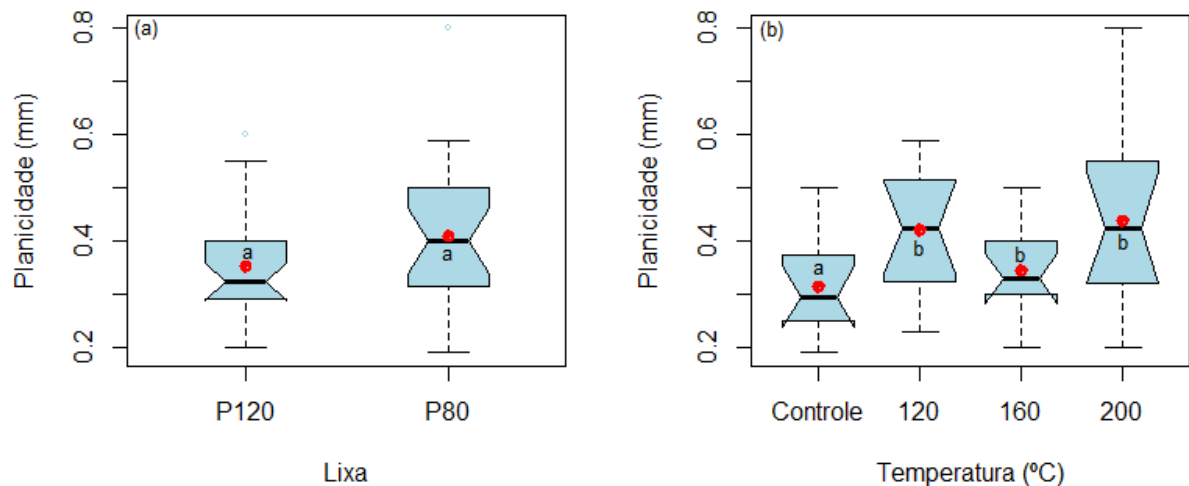 (a)
Planicidade (mm)
0.8
0.6
0.4
0.2
a
a
P120
P80
Lixa
(b)
Planicidade (mm)
0.8
0.6
0.4
0.2
a
b
b
b
Controle
120
160
200
Temperatura (ºC)